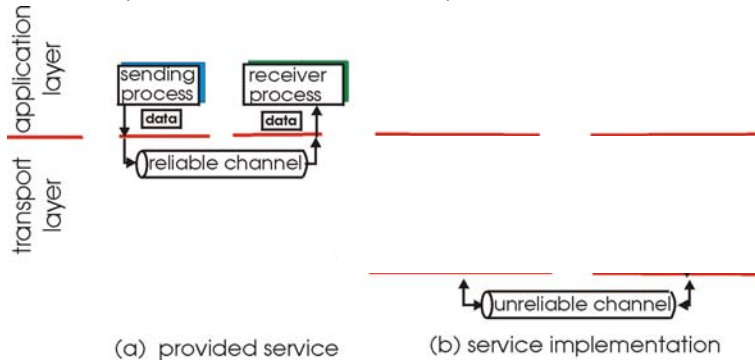 application
layer
transport
layer
sending
process
receiver
process
data
data
reliable channel
unreliable channel
(a) provided service
(b) service implementation